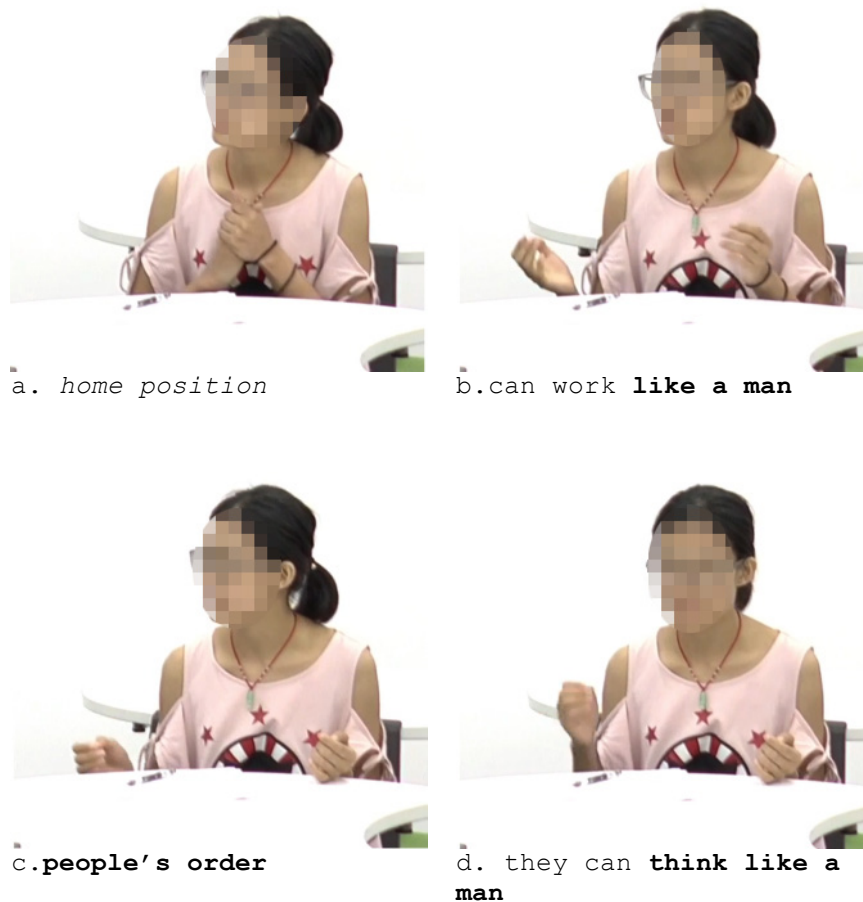 a. home position
b.can work like a man
c.people's order
d. they can think like a
man